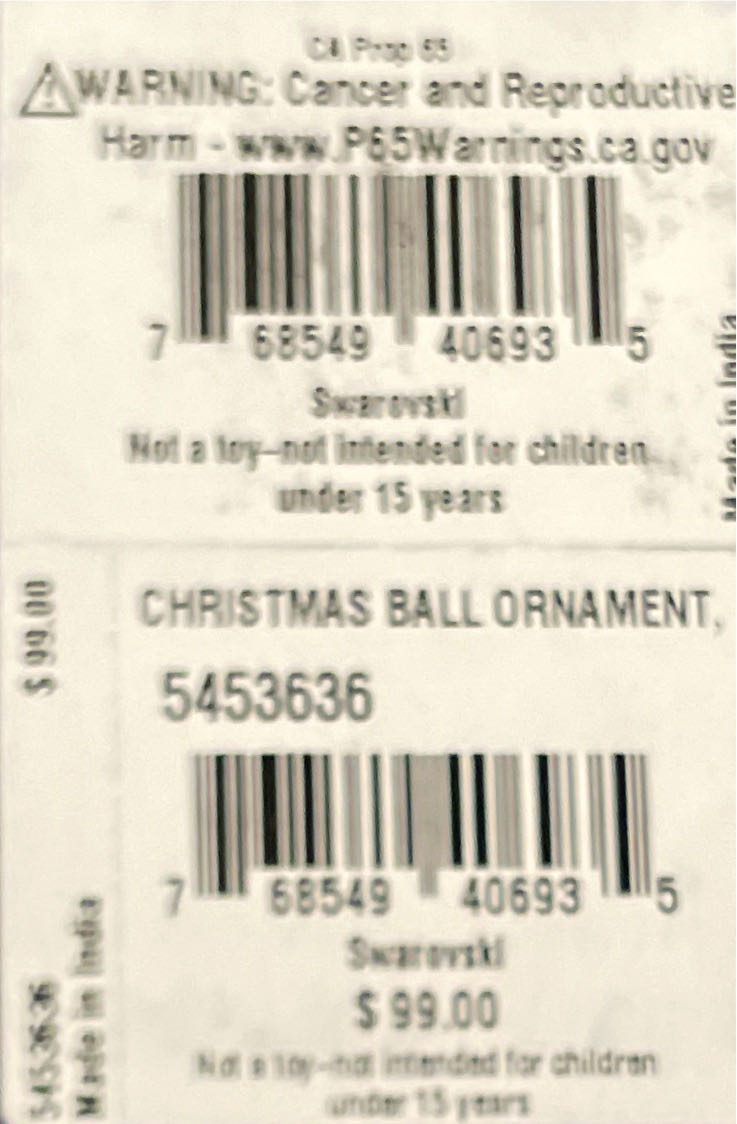 CA Prop 65
WARNING: Cancer and Reproductive
Harm - www.P65Warnings.ca.gov
7 68549 40693 5
Made in India
Swarovski
Not a toy–not intended for children
under 15 years
$ 99.00
CHRISTMAS BALL ORNAMENT,
5453636
7 68549 40693 5
Swarovski
$ 99.00
Not a toy–not intended for children
under 15 years
5453636
Made in India